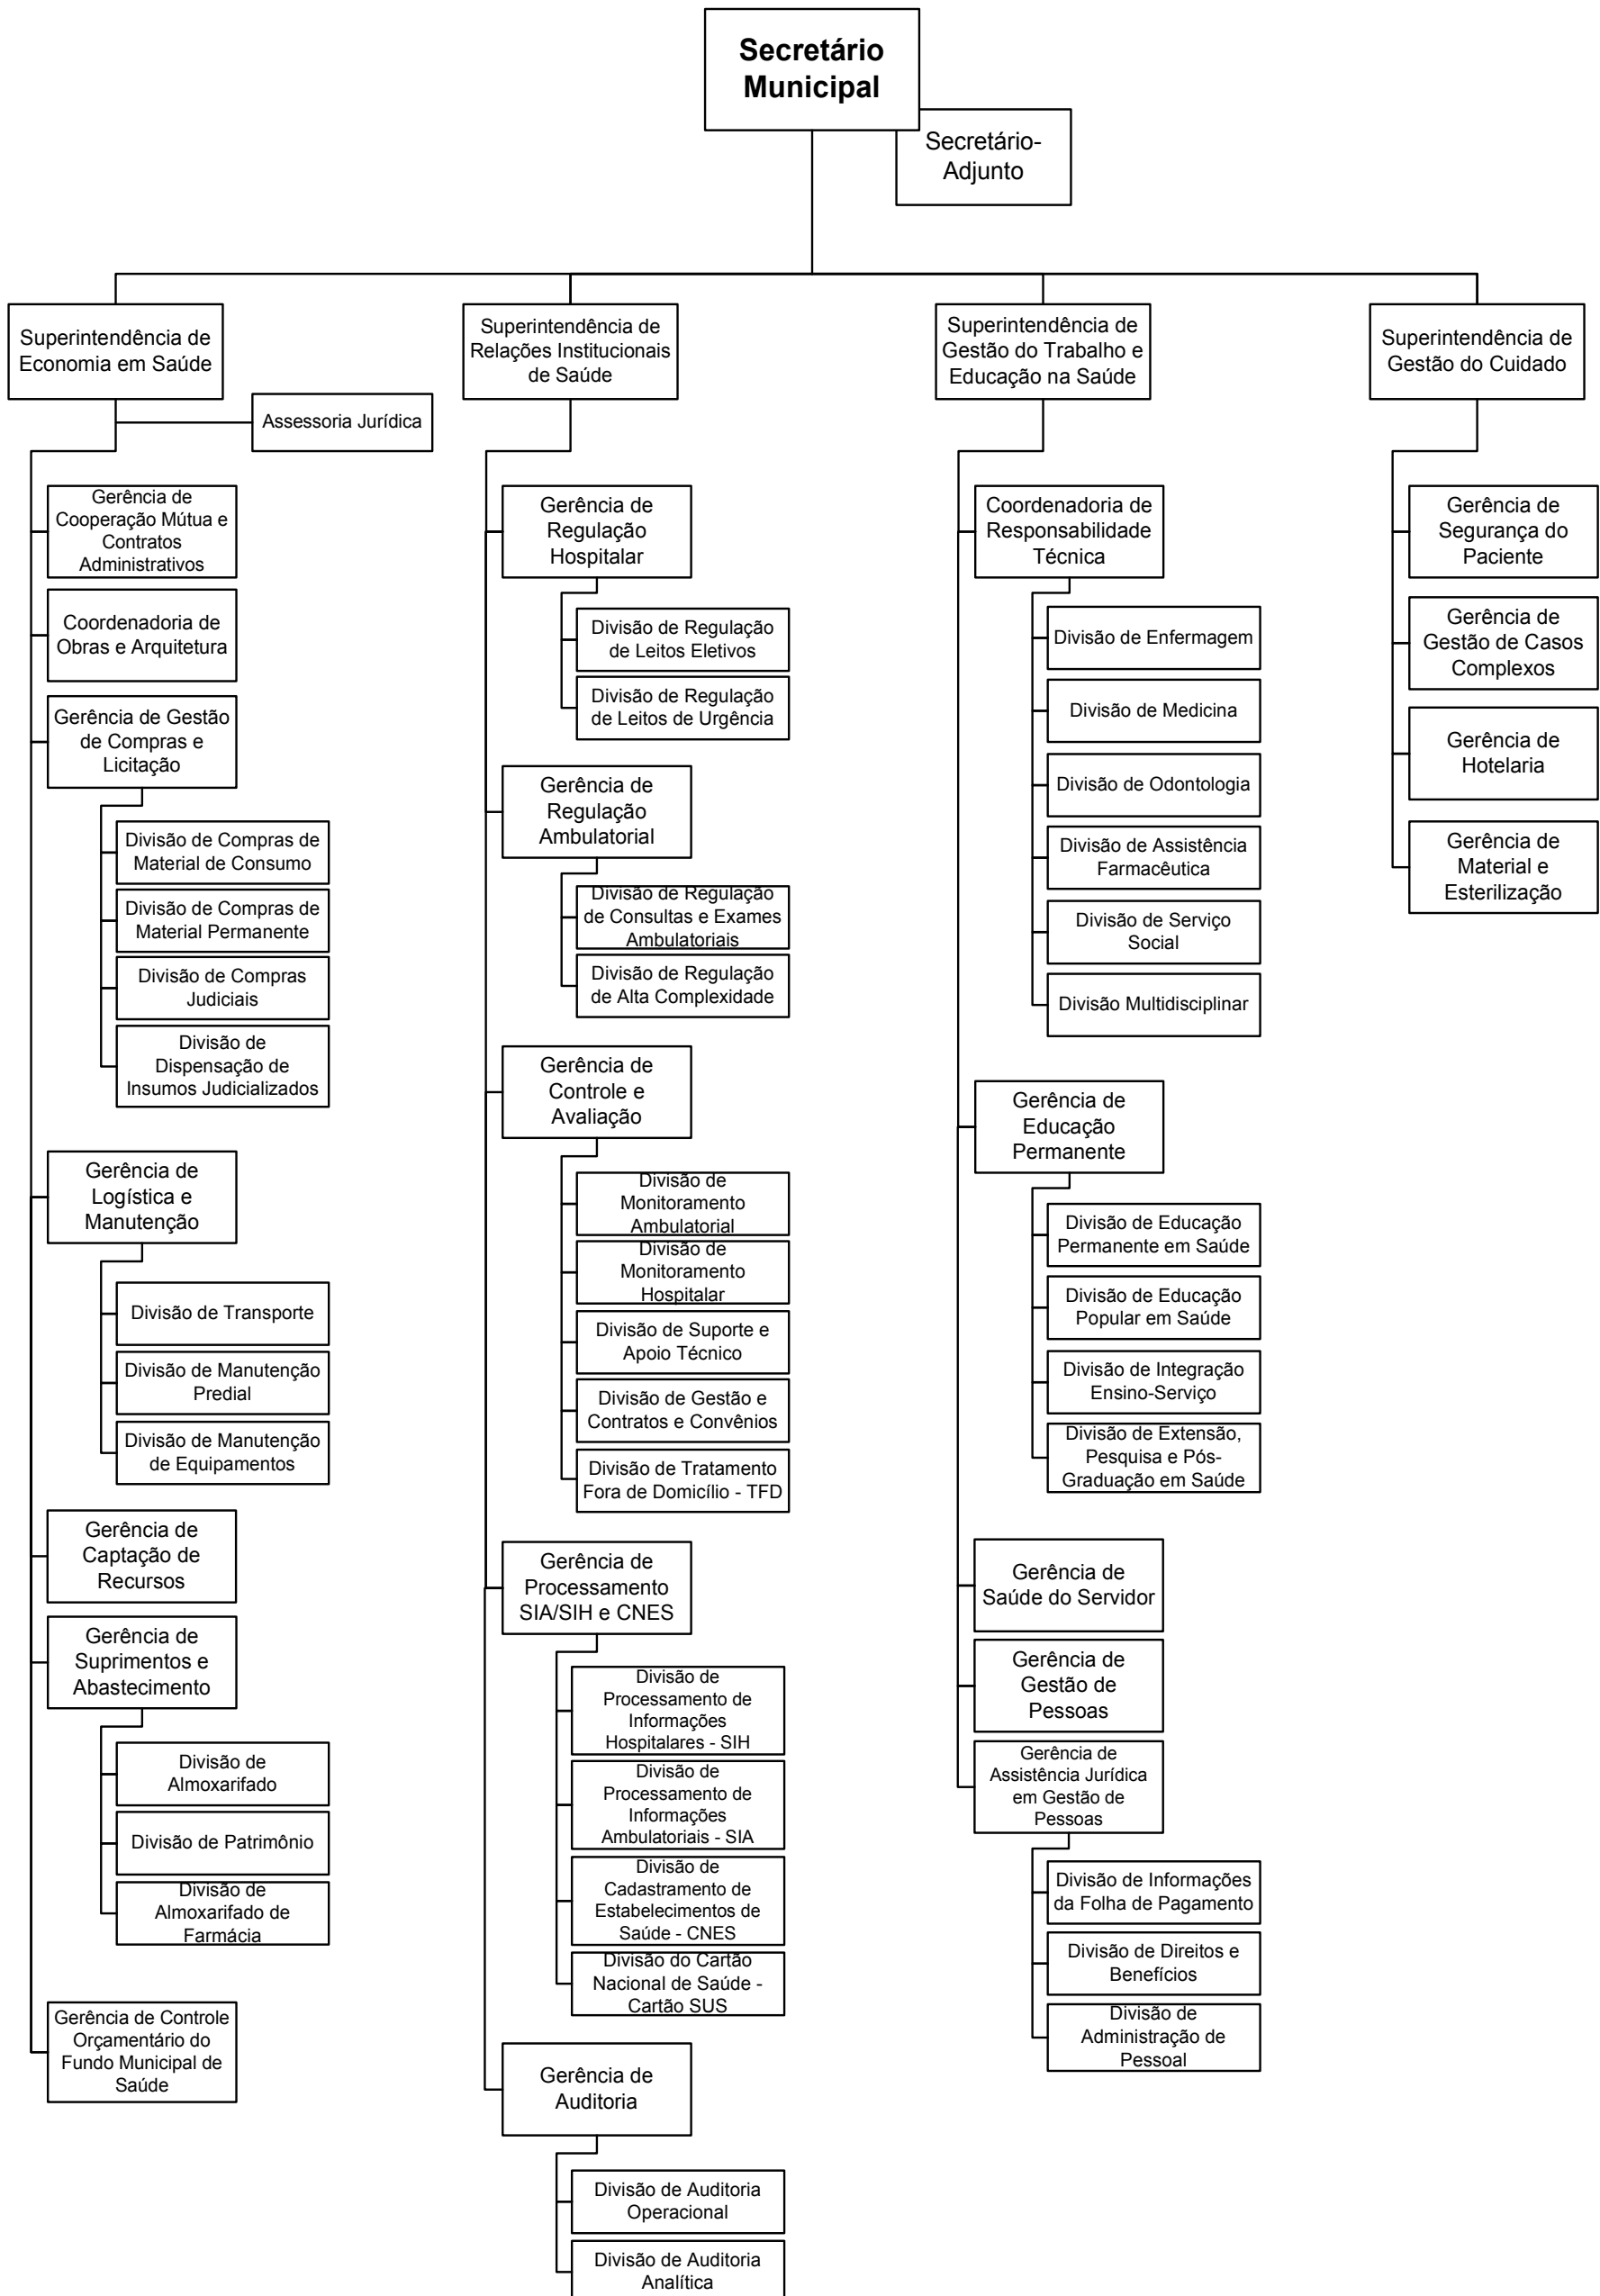 Secretário
Municipal
Secretário-
Adjunto
Superintendência de
Economia em Saúde
Assessoria Jurídica
Gerência de
Cooperação Mútua e
Contratos
Administrativos
Coordenadoria de
Obras e Arquitetura
Gerência de Gestão
de Compras e
Licitação
Divisão de Compras de
Material de Consumo
Divisão de Compras de
Material Permanente
Divisão de Compras
Judiciais
Divisão de
Dispensação de
Insumos Judicializados
Gerência de
Logística e
Manutenção
Divisão de Transporte
Divisão de Manutenção
Predial
Divisão de Manutenção
de Equipamentos
Gerência de
Captação de
Recursos
Gerência de
Suprimentos e
Abastecimento
Divisão de
Almoxarifado
Divisão de Patrimônio
Divisão de
Almoxarifado de
Farmácia
Gerência de Controle
Orçamentário do
Fundo Municipal de
Saúde
Superintendência de
Relações Institucionais
de Saúde
Gerência de
Regulação
Hospitalar
Divisão de Regulação
de Leitos Eletivos
Divisão de Regulação
de Leitos de Urgência
Gerência de
Regulação
Ambulatorial
Divisão de Regulação
de Consultas e Exames
Ambulatoriais
Divisão de Regulação
de Alta Complexidade
Gerência de
Controle e
Avaliação
Divisão de
Monitoramento
Ambulatorial
Divisão de
Monitoramento
Hospitalar
Divisão de Suporte e
Apoio Técnico
Divisão de Gestão e
Contratos e Convênios
Divisão de Tratamento
Fora de Domicílio - TFD
Gerência de
Processamento
SIA/SIH e CNES
Divisão de
Processamento de
Informações
Hospitalares - SIH
Divisão de
Processamento de
Informações
Ambulatoriais - SIA
Divisão de
Cadastramento de
Estabelecimentos de
Saúde - CNES
Divisão do Cartão
Nacional de Saúde -
Cartão SUS
Gerência de
Auditoria
Divisão de Auditoria
Operacional
Divisão de Auditoria
Analítica
Superintendência de
Gestão do Trabalho e
Educação na Saúde
Coordenadoria de
Responsabilidade
Técnica
Divisão de Enfermagem
Divisão de Medicina
Divisão de Odontologia
Divisão de Assistência
Farmacêutica
Divisão de Serviço
Social
Divisão Multidisciplinar
Gerência de
Educação
Permanente
Divisão de Educação
Permanente em Saúde
Divisão de Educação
Popular em Saúde
Divisão de Integração
Ensino-Serviço
Divisão de Extensão,
Pesquisa e Pós-
Graduação em Saúde
Gerência de
Saúde do Servidor
Gerência de
Gestão de
Pessoas
Gerência de
Assistência Jurídica
em Gestão de
Pessoas
Divisão de Informações
da Folha de Pagamento
Divisão de Direitos e
Benefícios
Divisão de
Administração de
Pessoal
Superintendência de
Gestão do Cuidado
Gerência de
Segurança do
Paciente
Gerência de
Gestão de Casos
Complexos
Gerência de
Hotelaria
Gerência de
Material e
Esterilização